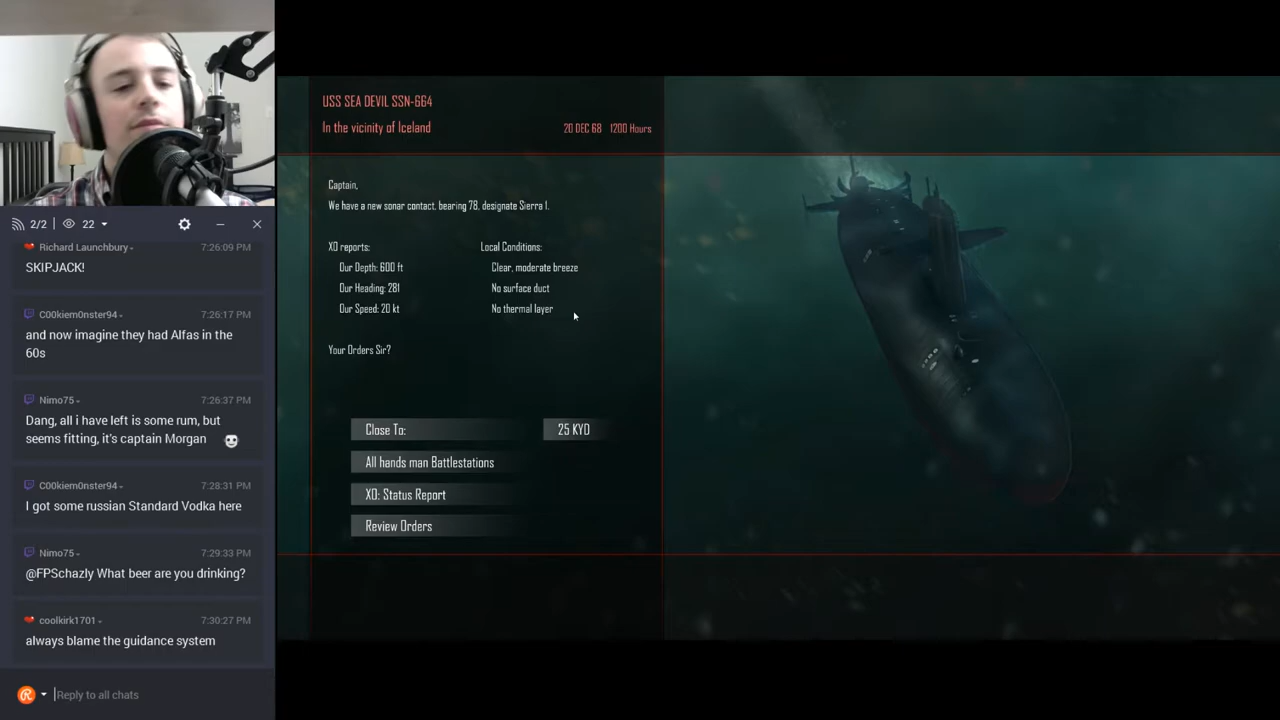 2/2 22
Richard Launchbury 7:26:09 PM
SKIPJACK!
C00kiem0nster94 7:26:17 PM
and now imagine they had Alfas in the
60s
Nimo75 7:26:37 PM
Dang, all i have left is some rum, but
seems fitting, it's captain Morgan
C00kiem0nster94 7:28:31 PM
I got some russian Standard Vodka here
Nimo75 7:29:33 PM
@FPSchazly What beer are you drinking?
coolkirk1701 7:30:27 PM
always blame the guidance system
Reply to all chats
USS SEA DEVIL SSN-664
In the vicinity of Iceland 20 DEC 68 1200 Hours
Captain,
We have a new sonar contact, bearing 78, designate Sierra 1.
XO reports: Local Conditions:
Our Depth: 600 ft Clear, moderate breeze
Our Heading: 281 No surface duct
Our Speed: 20 kt No thermal layer
Your Orders Sir?
Close To: 25 KYD
All hands man Battlestations
XO: Status Report
Review Orders